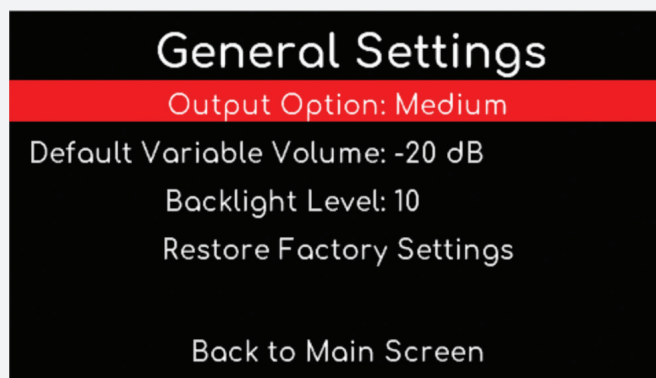 General Settings
Output Option: Medium
Default Variable Volume: -20 dB
Backlight Level: 10
Restore Factory Settings
Back to Main Screen